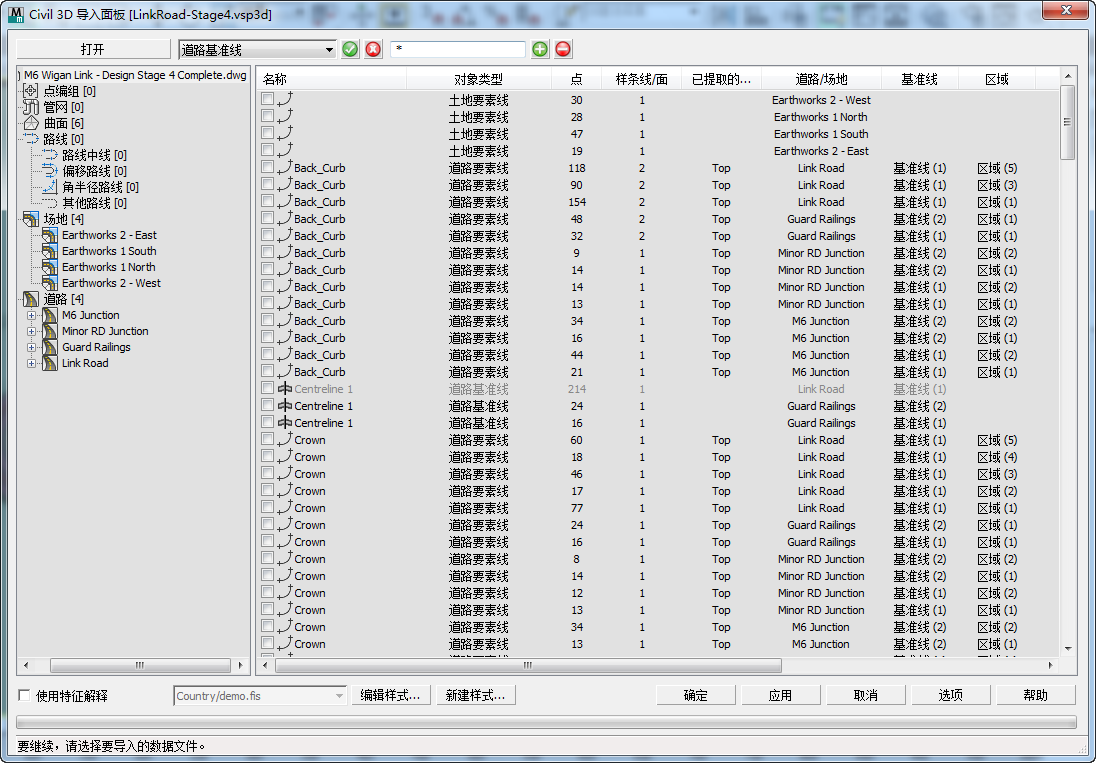 Civil 3D 导入面板 [LinkRoad-Stage4.vsp3d]
打开 道路基准线 *
) M6 Wigan Link - Design Stage 4 Complete.dwg
点编组 [0]
管网 [0]
曲面 [6]
路线 [0]
路线中线 [0]
偏移路线 [0]
角半径路线 [0]
其他路线 [0]
场地 [4]
Earthworks 2 - East
Earthworks 1 South
Earthworks 1 North
Earthworks 2 - West
道路 [4]
M6 Junction
Minor RD Junction
Guard Railings
Link Road
名称 对象类型 点 样条线/面 已提取的... 道路/场地 基准线 区域
土地要素线 30 1 Earthworks 2 - West
土地要素线 28 1 Earthworks 1 North
土地要素线 47 1 Earthworks 1 South
土地要素线 19 1 Earthworks 2 - East
Back_Curb 道路要素线 118 2 Top Link Road 基准线 (1) 区域 (5)
Back_Curb 道路要素线 90 2 Top Link Road 基准线 (1) 区域 (3)
Back_Curb 道路要素线 154 2 Top Link Road 基准线 (1) 区域 (1)
Back_Curb 道路要素线 48 2 Top Guard Railings 基准线 (2) 区域 (1)
Back_Curb 道路要素线 32 2 Top Guard Railings 基准线 (1) 区域 (1)
Back_Curb 道路要素线 9 1 Top Minor RD Junction 基准线 (2) 区域 (2)
Back_Curb 道路要素线 14 1 Top Minor RD Junction 基准线 (2) 区域 (1)
Back_Curb 道路要素线 14 1 Top Minor RD Junction 基准线 (1) 区域 (2)
Back_Curb 道路要素线 13 1 Top Minor RD Junction 基准线 (1) 区域 (1)
Back_Curb 道路要素线 34 1 Top M6 Junction 基准线 (2) 区域 (2)
Back_Curb 道路要素线 16 1 Top M6 Junction 基准线 (2) 区域 (1)
Back_Curb 道路要素线 44 1 Top M6 Junction 基准线 (1) 区域 (2)
Back_Curb 道路要素线 21 1 Top M6 Junction 基准线 (1) 区域 (1)
Centreline 1 道路基准线 214 1 Link Road 基准线 (1)
Centreline 1 道路基准线 24 1 Guard Railings 基准线 (2)
Centreline 1 道路基准线 16 1 Guard Railings 基准线 (1)
Crown 道路要素线 60 1 Top Link Road 基准线 (1) 区域 (5)
Crown 道路要素线 18 1 Top Link Road 基准线 (1) 区域 (4)
Crown 道路要素线 46 1 Top Link Road 基准线 (1) 区域 (3)
Crown 道路要素线 17 1 Top Link Road 基准线 (1) 区域 (2)
Crown 道路要素线 77 1 Top Link Road 基准线 (1) 区域 (1)
Crown 道路要素线 24 1 Top Guard Railings 基准线 (2) 区域 (1)
Crown 道路要素线 16 1 Top Guard Railings 基准线 (1) 区域 (1)
Crown 道路要素线 8 1 Top Minor RD Junction 基准线 (2) 区域 (2)
Crown 道路要素线 14 1 Top Minor RD Junction 基准线 (2) 区域 (1)
Crown 道路要素线 12 1 Top Minor RD Junction 基准线 (1) 区域 (2)
Crown 道路要素线 13 1 Top Minor RD Junction 基准线 (1) 区域 (1)
Crown 道路要素线 34 1 Top M6 Junction 基准线 (2) 区域 (2)
Crown 道路要素线 13 1 Top M6 Junction 基准线 (2) 区域 (1)
使用特征解释 Country/demo.fis 编辑样式... 新建样式... 确定 应用 取消 选项 帮助
要继续，请选择要导入的数据文件。